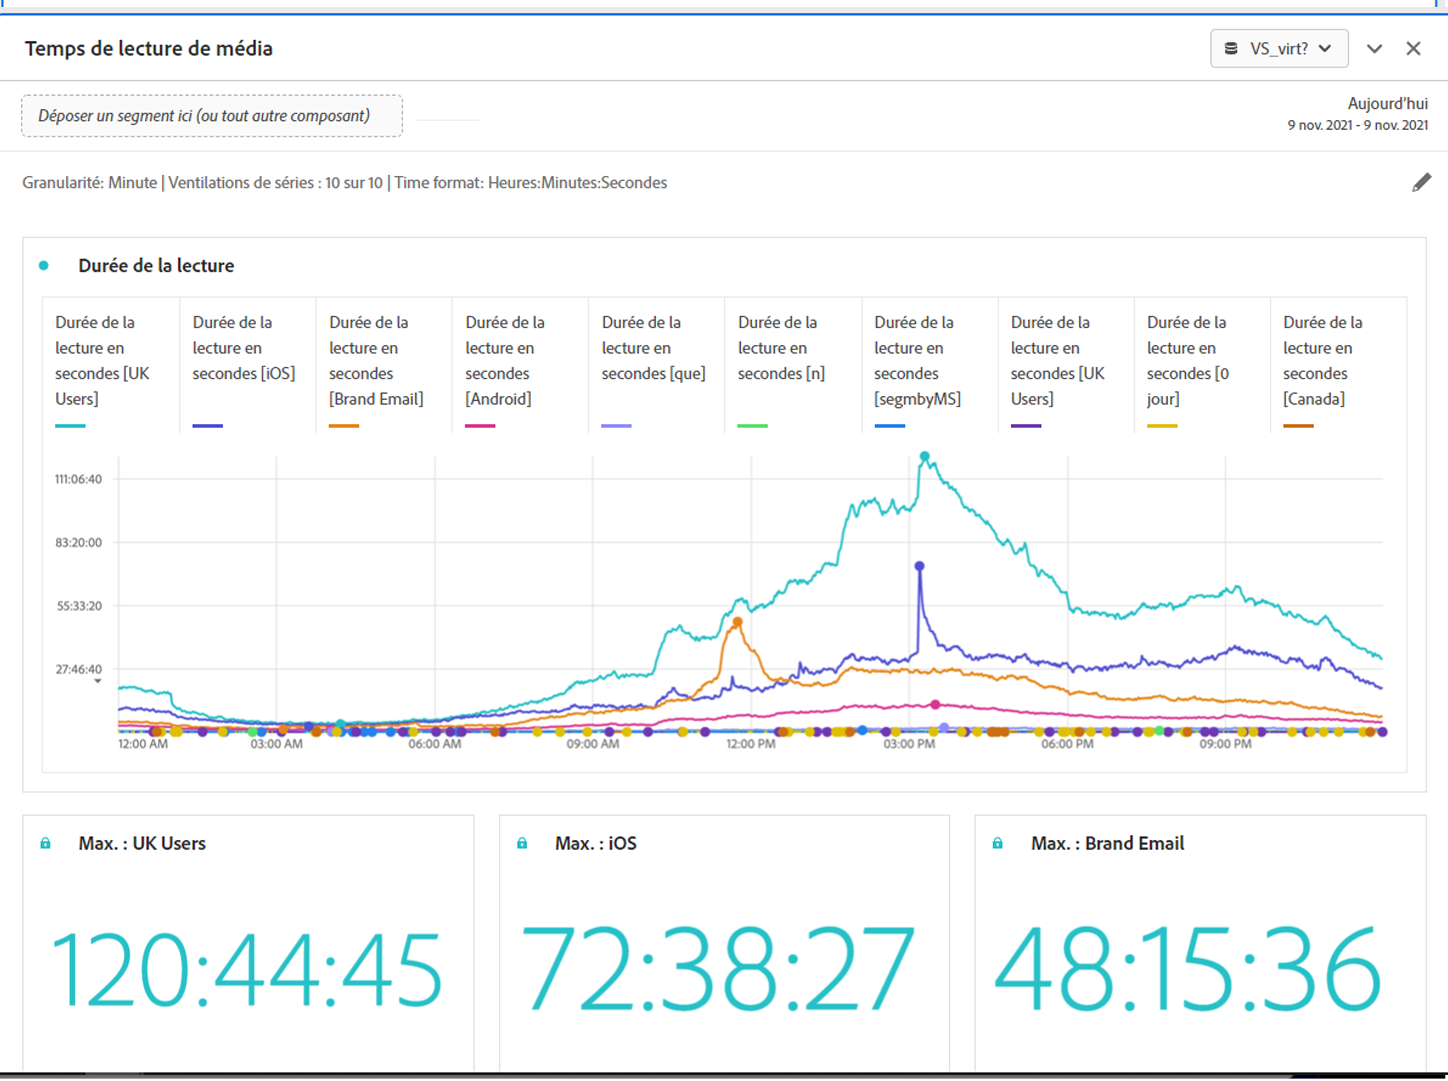 Temps de lecture de média
VS_virt?
Déposer un segment ici (ou tout autre composant)
Aujourd'hui
9 nov. 2021 - 9 nov. 2021
Granularité: Minute | Ventilations de séries : 10 sur 10 | Time format: Heures:Minutes:Secondes
Durée de la lecture
Durée de la
lecture en
secondes [UK
Users]
Durée de la
lecture en
secondes [iOS]
Durée de la
lecture en
secondes
[Brand Email]
Durée de la
lecture en
secondes
[Android]
Durée de la
lecture en
secondes [que]
Durée de la
lecture en
secondes [n]
Durée de la
lecture en
secondes
[segmbyMS]
Durée de la
lecture en
secondes [UK
Users]
Durée de la
lecture en
secondes [0
jour]
Durée de la
lecture en
secondes
[Canada]
111:06:40
83:20:00
55:33:20
27:46:40
12:00 AM
03:00 AM
06:00 AM
09:00 AM
12:00 PM
03:00 PM
06:00 PM
09:00 PM
Max. : UK Users
120:44:45
Max. : iOS
72:38:27
Max. : Brand Email
48:15:36